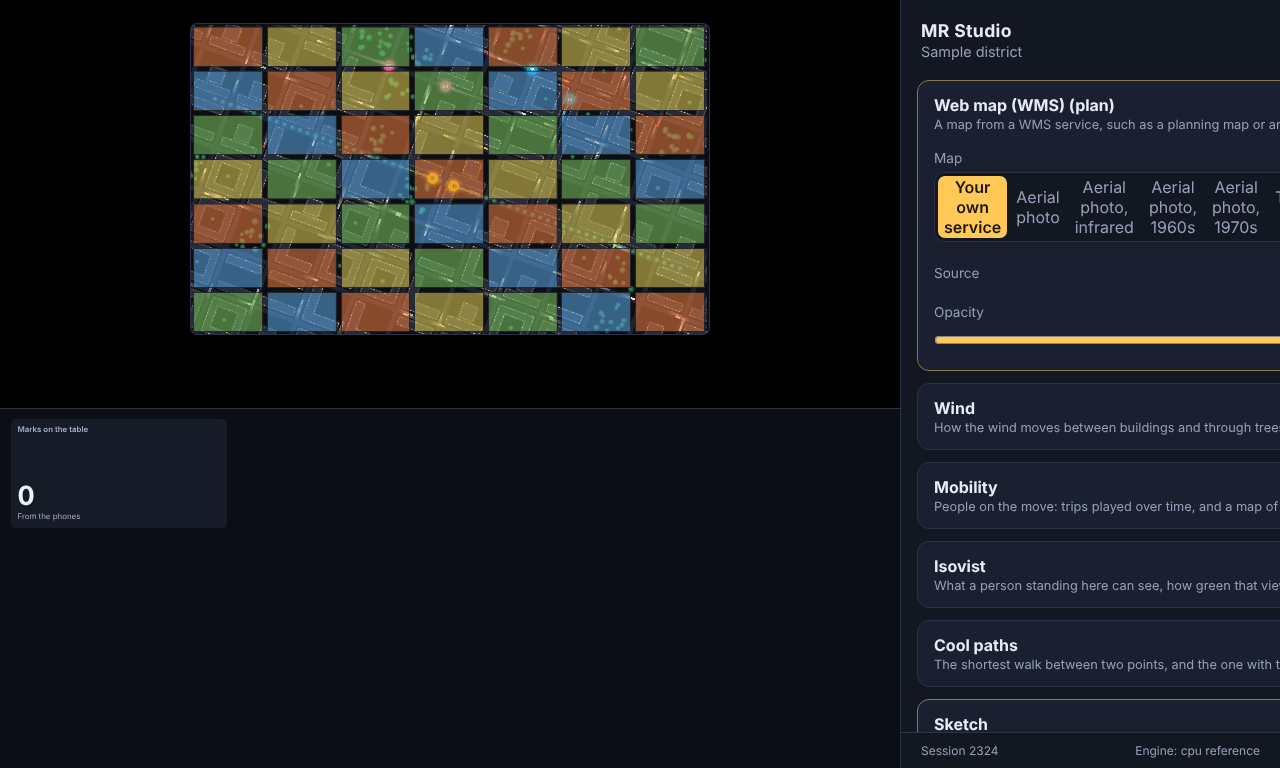 MR Studio
Sample district
Web map (WMS) (plan)
A map from a WMS service, such as a planning map or
Map
Your own service
Aerial photo
Aerial photo, infrared
Aerial photo, 1960s
Aerial photo, 1970s
Source
Opacity
Wind
How the wind moves between buildings and through
Mobility
People on the move: trips played over time, and a map of
Isovist
What a person standing here can see, how green that
Cool paths
The shortest walk between two points, and the one with
Sketch
Session 2324
Engine: cpu reference
Marks on the table
0
From the phones